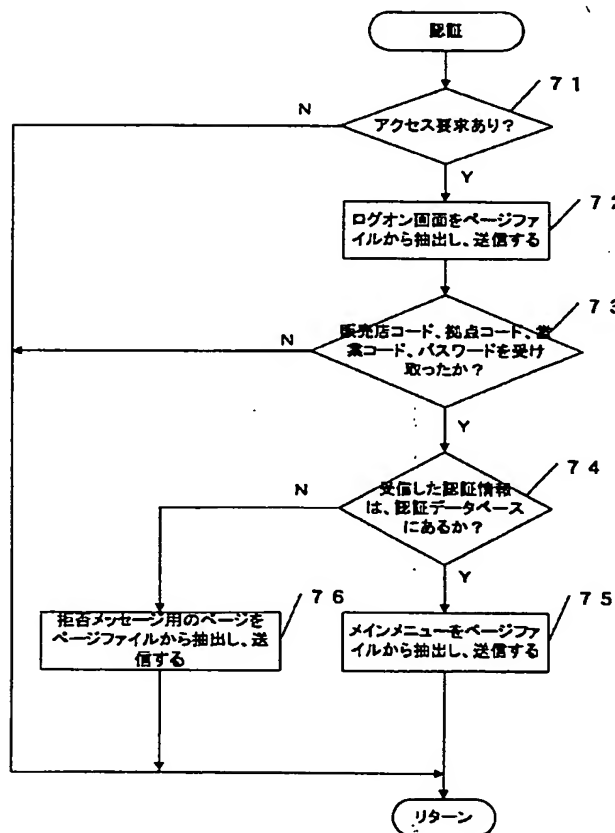 認証
71
N
アクセス要求あり？
Y
72
ログオン画面をページファ
イルから抽出し、送信する
73
N
販売店コード、拠点コード、営
業コード、パスワードを受け
取ったか？
Y
74
N
受信した認証情報
は、認証データベース
にあるか？
Y
76
75
拒否メッセージ用のページを
ページファイルから抽出し、送
信する
メインメニューをページファ
イルから抽出し、送信する
リターン